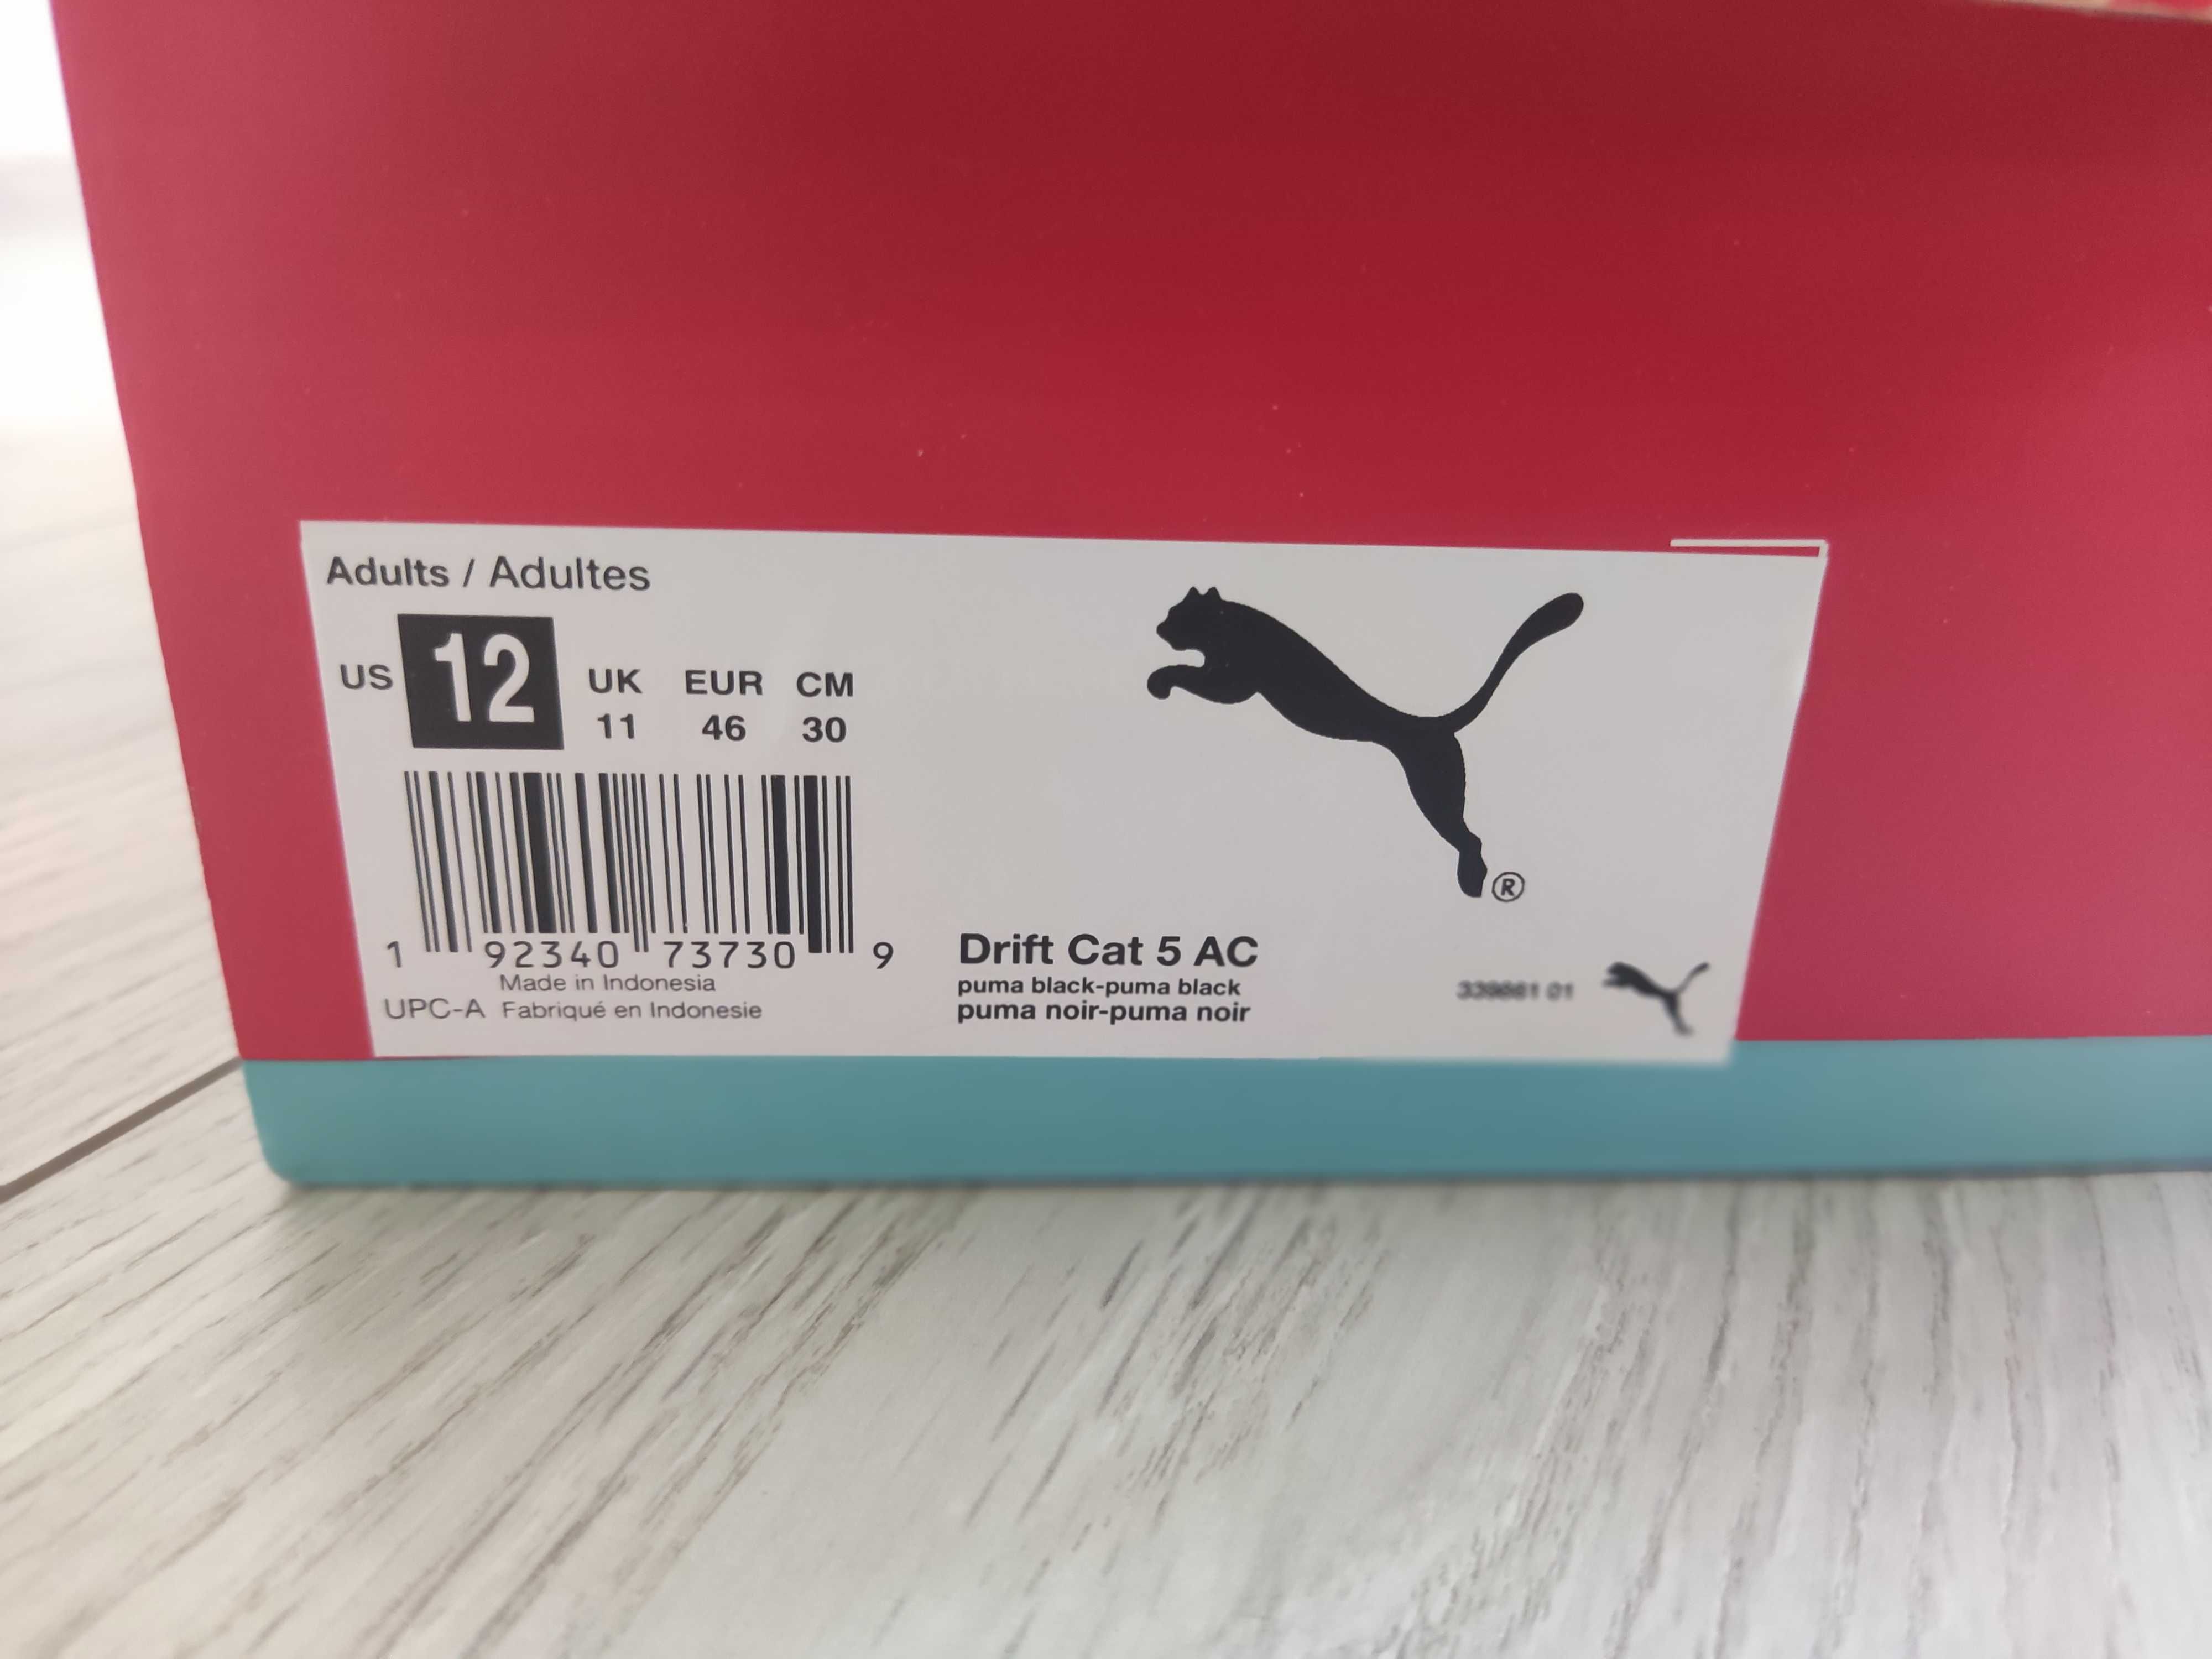 Adults / Adultes
US 12 UK EUR CM
11 46 30
1 92340 73730 9
Made in Indonesia
UPC-A Fabriqué en Indonesie
Drift Cat 5 AC
puma black-puma black
puma noir-puma noir
®